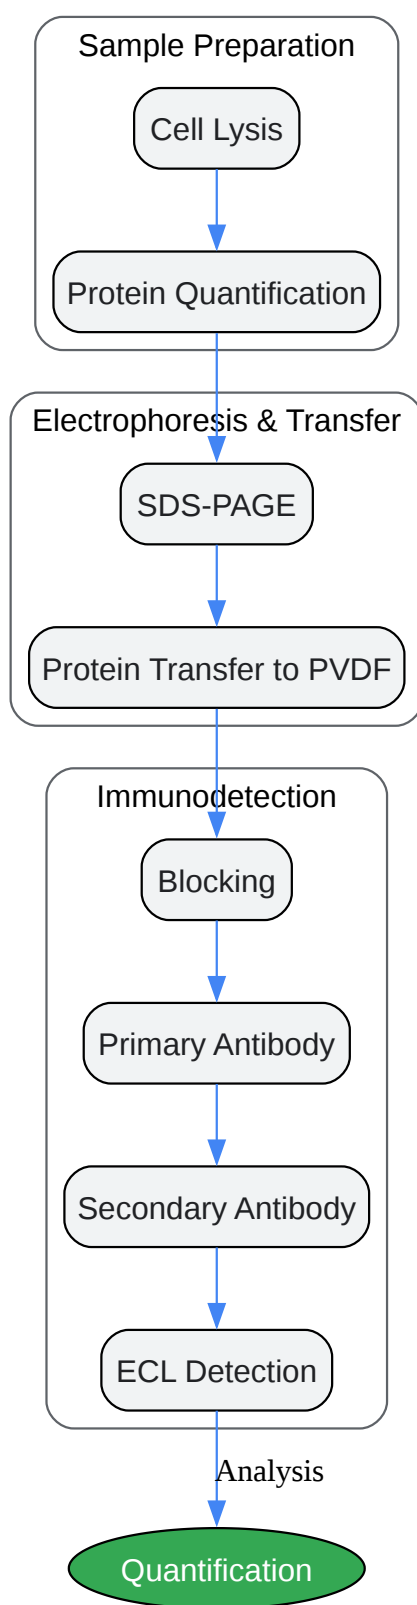 Sample Preparation
Cell Lysis
Protein Quantification
Electrophoresis & Transfer
SDS-PAGE
Protein Transfer to PVDF
Immunodetection
Blocking
Primary Antibody
Secondary Antibody
ECL Detection
Analysis
Quantification